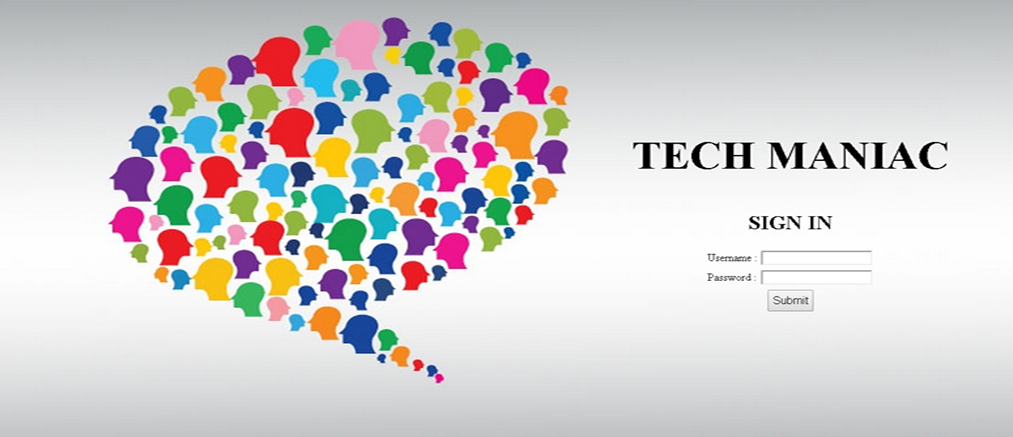 TECH MANIAC
SIGN IN
Username :
Password :
Submit